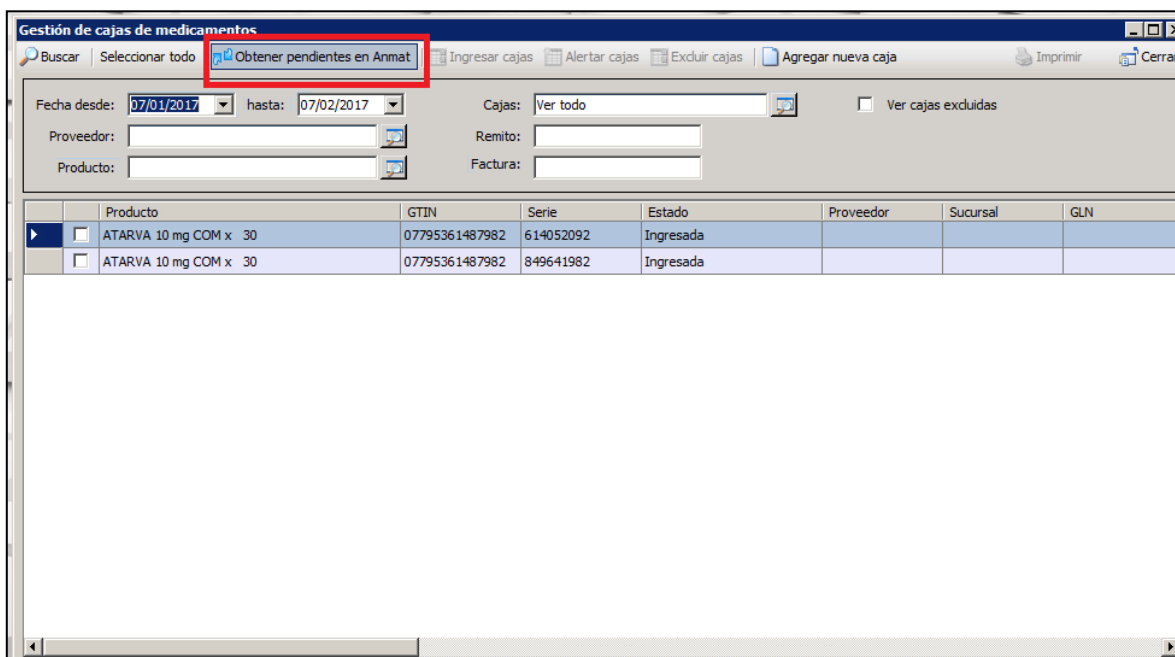 Gestión de cajas de medicamentos
Buscar Seleccionar todo Obtener pendientes en Anmat Ingresar cajas Alertar cajas Excluir cajas Agregar nueva caja Imprimir Cerra
Fecha desde: 07/01/2017 hasta: 07/02/2017 Cajas: Ver todo Ver cajas excluidas
Proveedor: Remito:
Producto: Factura:
Producto GTIN Serie Estado Proveedor Sucursal GLN
ATARVA 10 mg COM x 30 07795361487982 614052092 Ingresada
ATARVA 10 mg COM x 30 07795361487982 849641982 Ingresada